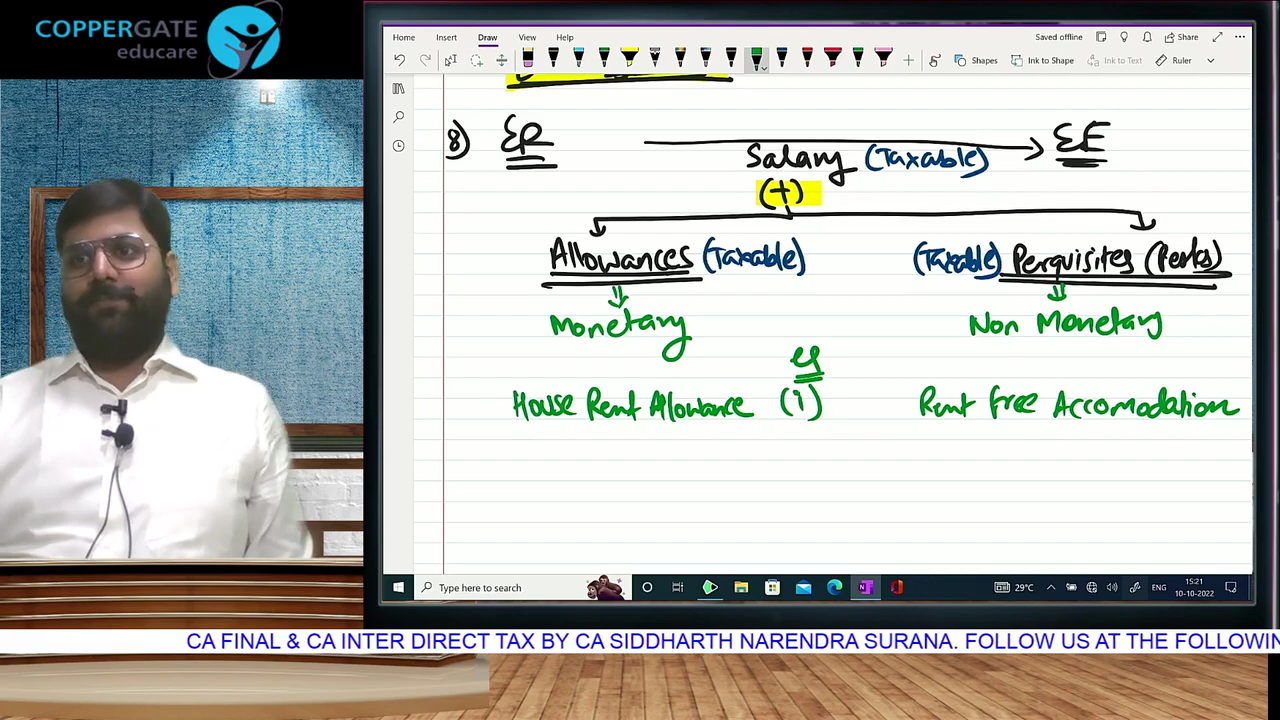 COPPERGATE
educare
Home Insert Draw View Help
Saved offline
Share
Shapes
Ink to Shape
Ink to Text
Ruler
8) ER EE
Salary (Taxable)
(+)
Allowances (Taxable)
(Taxable) Perquisites (Perks)
Monetary
Non Monetary
eg
House Rent Allowance (i) Rent free Accomodation
Type here to search
29°C
ENG
15:21
10-10-2022
CA FINAL & CA INTER DIRECT TAX BY CA SIDDHARTH NARENDRA SURANA. FOLLOW US AT THE FOLLOWIN